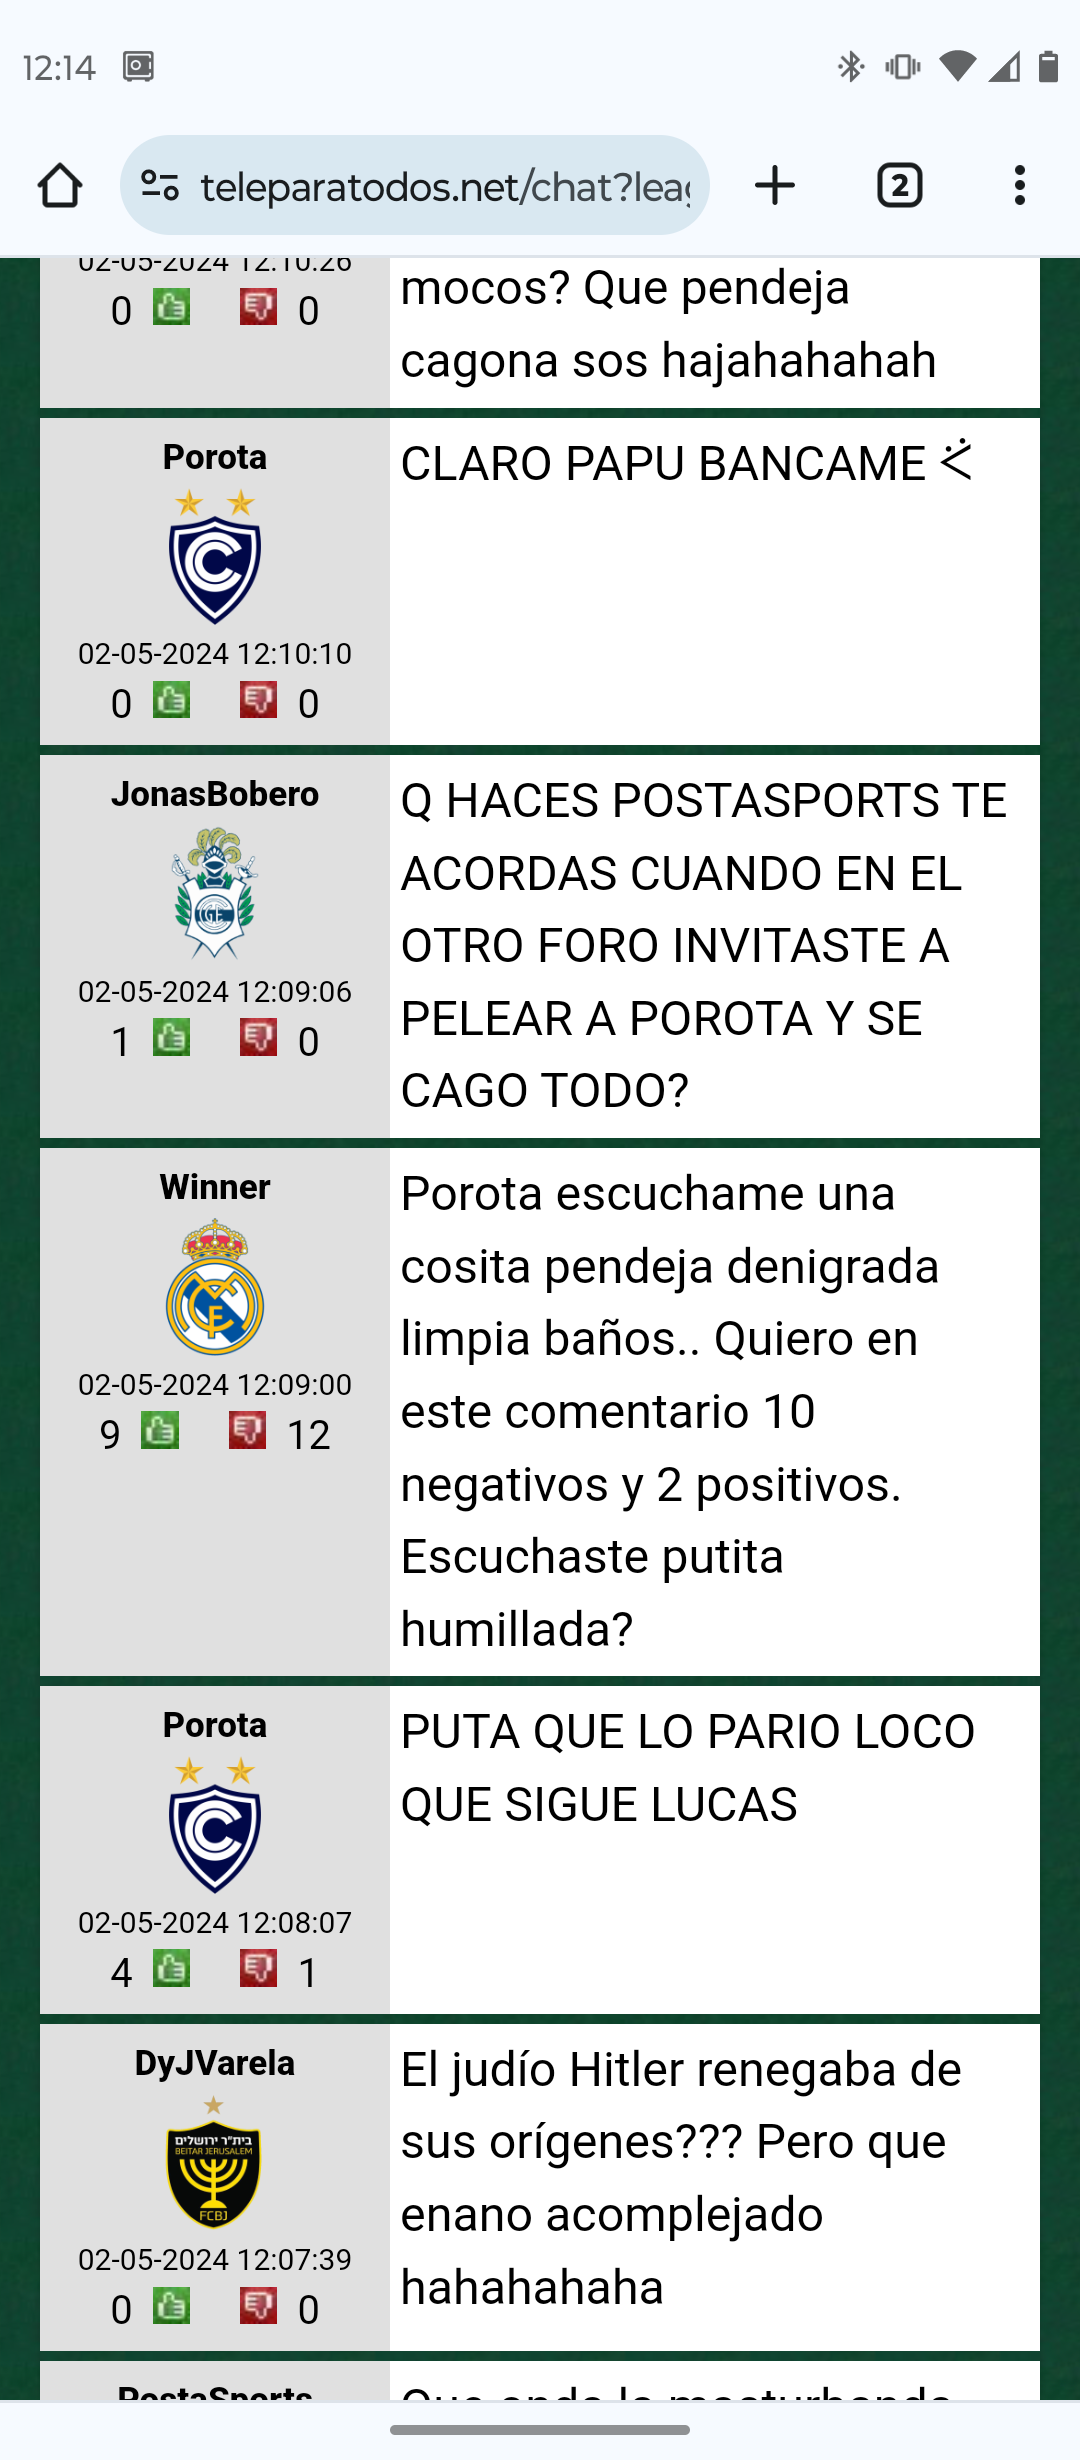 12:14
teleparatodos.net/chat?lea
2
02-05-2024 12:10:26
0 0
mocos? Que pendeja
cagona sos hajahahahah
Porota
02-05-2024 12:10:10
0 0
CLARO PAPU BANCAME
JonasBobero
02-05-2024 12:09:06
1 0
Q HACES POSTASPORTS TE
ACORDAS CUANDO EN EL
OTRO FORO INVITASTE A
PELEAR A POROTA Y SE
CAGO TODO?
Winner
02-05-2024 12:09:00
9 12
Porota escuchame una
cosita pendeja denigrada
limpia baños.. Quiero en
este comentario 10
negativos y 2 positivos.
Escuchaste putita
humillada?
Porota
02-05-2024 12:08:07
4 1
PUTA QUE LO PARIO LOCO
QUE SIGUE LUCAS
DyJVarela
בית"ר ירושלים
BEITAR JERUSALEM
FCBJ
02-05-2024 12:07:39
0 0
El judío Hitler renegaba de
sus orígenes??? Pero que
enano acomplejado
hahahahaha
PostaSports